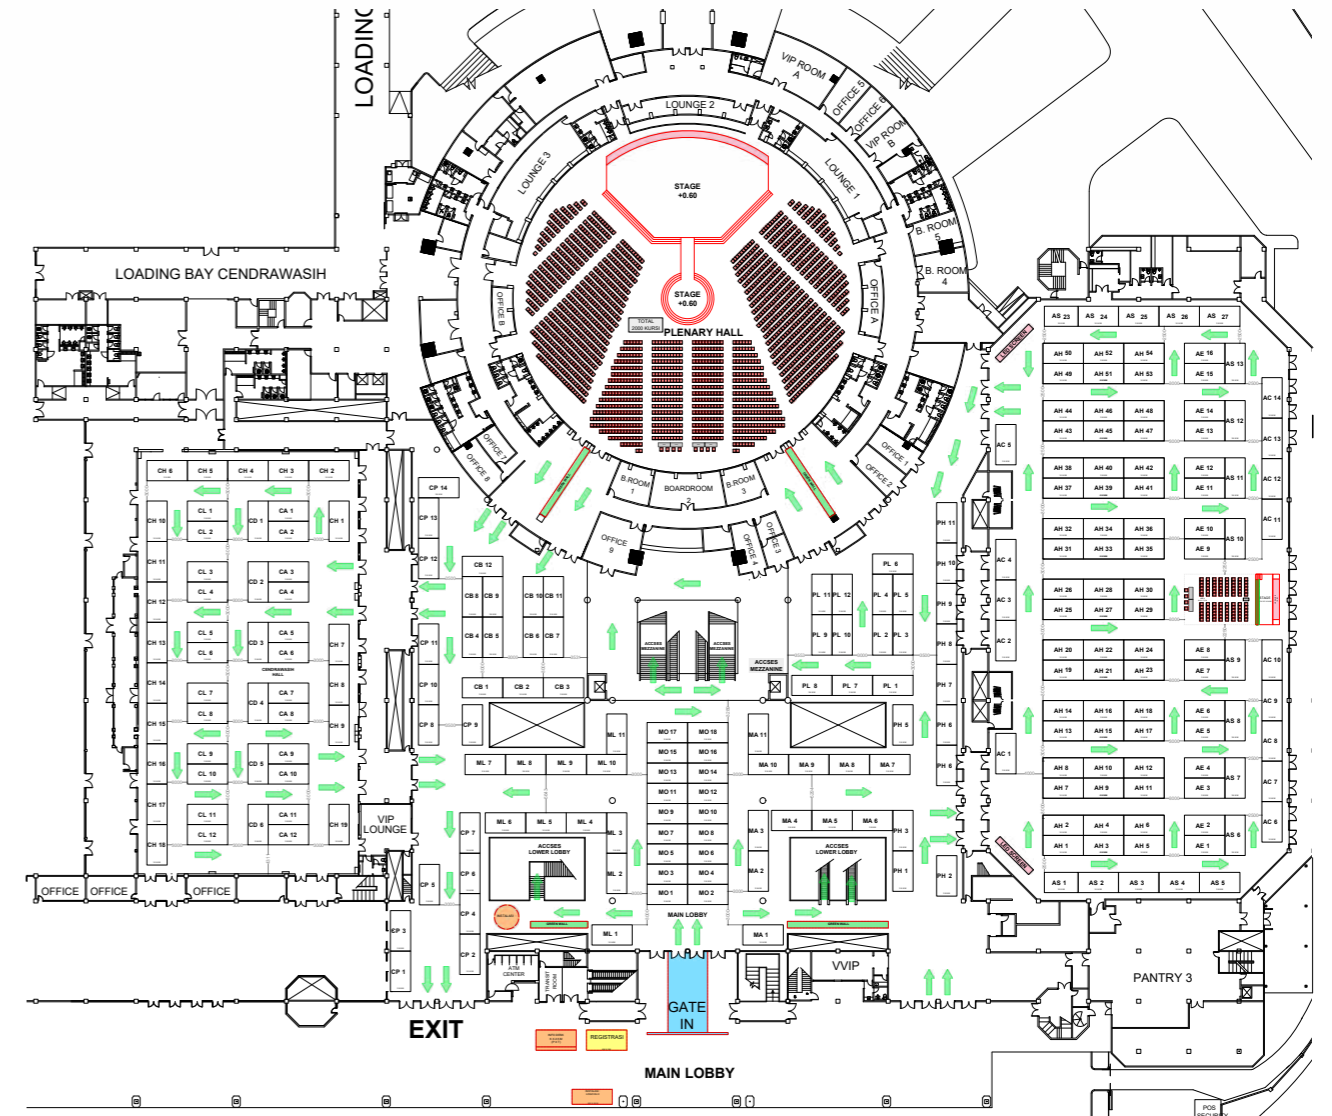 LOADING
VIP ROOM
A
OFFICE 5
OFFICE 6
VIP ROOM
B
LOUNGE 2
LOUNGE 3
LOUNGE 1
STAGE
+0.60
B. ROOM
5
B. ROOM
4
LOADING BAY CENDRAWASIH
OFFICE B
OFFICE A
STAGE
+0.60
TOTAL
2000 KURSI
PLENARY HALL
LED SCREEN
AS 23
AS 24
AS 25
AS 26
AS 27
AH 50
AH 52
AH 54
AE 16
AS 13
AH 49
AH 51
AH 53
AE 15
AC 14
AH 44
AH 46
AH 48
AE 14
AS 12
AH 43
AH 45
AH 47
AE 13
AC 13
AC 5
AH 38
AH 40
AH 42
AE 12
AS 11
AC 12
AH 37
AH 39
AH 41
AE 11
AC 11
AH 32
AH 34
AH 36
AE 10
AS 10
AH 31
AH 33
AH 35
AE 9
AC 4
AH 26
AH 28
AH 30
AC 3
AH 25
AH 27
AH 29
STAGE
AC 2
AH 20
AH 22
AH 24
AE 8
AS 9
AC 10
AH 19
AH 21
AH 23
AE 7
AC 9
AH 14
AH 16
AH 18
AE 6
AS 8
AH 13
AH 15
AH 17
AE 5
AC 8
AC 1
AH 8
AH 10
AH 12
AE 4
AS 7
AC 7
AH 7
AH 9
AH 11
AE 3
AC 6
AH 2
AH 4
AH 6
AE 2
AS 6
AH 1
AH 3
AH 5
AE 1
LED SCREEN
AS 1
AS 2
AS 3
AS 4
AS 5
OFFICE 7
OFFICE 8
OFFICE 1
OFFICE 2
B.ROOM
1
BOARDROOM
2
B.ROOM
3
OFFICE
9
OFFICE 4
OFFICE 3
CH 6
CH 5
CH 4
CH 3
CH 2
CH 10
CL 1
CD 1
CA 1
CH 1
CL 2
CA 2
CH 11
CL 3
CD 2
CA 3
CL 4
CA 4
CH 12
CH 13
CL 5
CD 3
CA 5
CH 7
CL 6
CA 6
CENDRAWASIH
HALL
CH 14
CL 7
CD 4
CA 7
CH 8
CL 8
CA 8
CH 15
CH 9
CH 16
CL 9
CD 5
CA 9
CL 10
CA 10
CH 17
CL 11
CD 6
CA 11
CH 19
CL 12
CA 12
CH 18
VIP
LOUNGE
OFFICE
OFFICE
OFFICE
CP 14
CP 13
CP 12
CP 11
CP 10
CP 8
CP 9
CB 12
CB 8
CB 9
CB 10
CB 11
CB 4
CB 5
CB 6
CB 7
CB 1
CB 2
CB 3
ACCSES
MEZZANINE
ACCSES
MEZZANINE
ACCSES
MEZZANINE
PL 6
PL 11
PL 12
PL 4
PL 5
PL 9
PL 10
PL 2
PL 3
PL 8
PL 7
PL 1
PH 11
PH 10
PH 9
PH 8
PH 7
PH 5
PH 6
PH 6
ML 11
ML 7
ML 8
ML 9
ML 10
MO 17
MO 18
MO 15
MO 16
MO 13
MO 14
MO 11
MO 12
MO 9
MO 10
MO 7
MO 8
MO 5
MO 6
MO 3
MO 4
MO 1
MO 2
MA 11
MA 10
MA 9
MA 8
MA 7
ML 6
ML 5
ML 4
ML 3
ML 2
CP 7
CP 6
CP 5
CP 4
CP 3
CP 2
CP 1
ACCSES
LOWER LOBBY
MA 3
MA 4
MA 5
MA 6
MA 2
ACCSES
LOWER LOBBY
PH 3
PH 1
PH 2
MAIN LOBBY
ML 1
MA 1
ATM
CENTER
TRANSIT
ROOM
VVIP
PANTRY 3
GATE
IN
EXIT
REGISTRASI
MAIN LOBBY
POS
SECURITY